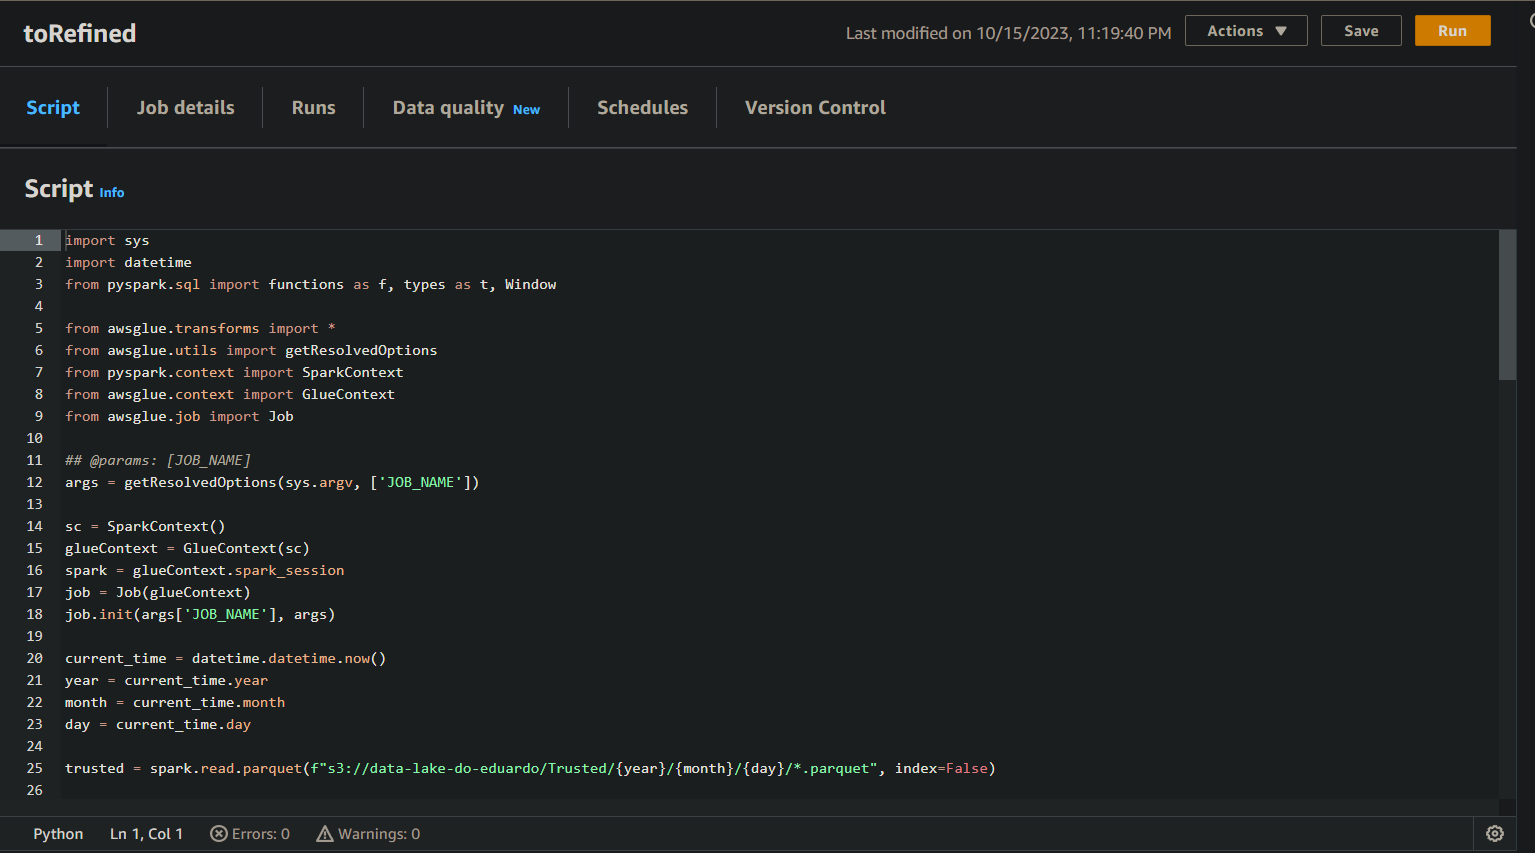 toRefined
Last modified on 10/15/2023, 11:19:40 PM
Actions
Save
Run
Script
Job details
Runs
Data quality New
Schedules
Version Control
Script Info
1 import sys
2 import datetime
3 from pyspark.sql import functions as f, types as t, Window
4
5 from awsglue.transforms import *
6 from awsglue.utils import getResolvedOptions
7 from pyspark.context import SparkContext
8 from awsglue.context import GlueContext
9 from awsglue.job import Job
10
11 ## @params: [JOB_NAME]
12 args = getResolvedOptions(sys.argv, ['JOB_NAME'])
13
14 sc = SparkContext()
15 glueContext = GlueContext(sc)
16 spark = glueContext.spark_session
17 job = Job(glueContext)
18 job.init(args['JOB_NAME'], args)
19
20 current_time = datetime.datetime.now()
21 year = current_time.year
22 month = current_time.month
23 day = current_time.day
24
25 trusted = spark.read.parquet(f"s3://data-lake-do-eduardo/Trusted/{year}/{month}/{day}/*.parquet", index=False)
26
Python
Ln 1, Col 1
Errors: 0
Warnings: 0